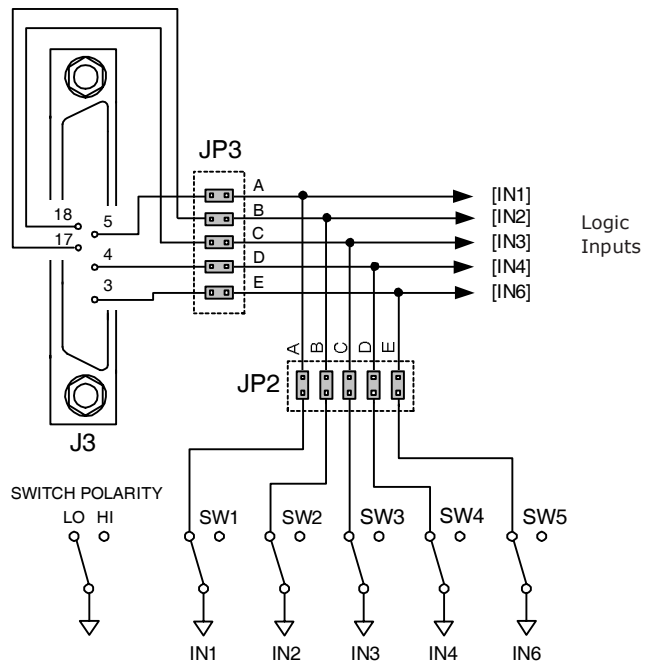 JP3
A
[IN1]
18
5
B
[IN2]
Logic
Inputs
17
C
[IN3]
4
D
[IN4]
3
E
[IN6]
A
B
C
D
E
JP2
J3
SWITCH POLARITY
LO HI
SW1
SW2
SW3
SW4
SW5
IN1
IN2
IN3
IN4
IN6